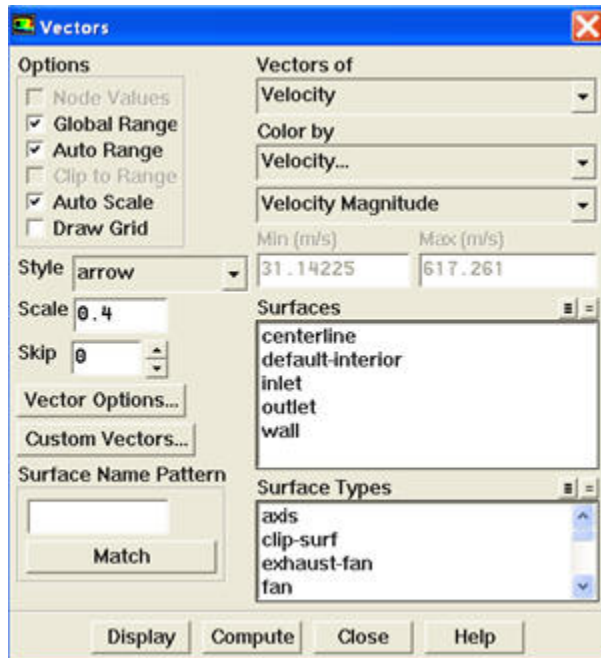 Vectors
Options
Node Values
Global Range
Auto Range
Clip to Range
Auto Scale
Draw Grid
Style arrow
Scale 0.4
Skip 0
Vector Options...
Custom Vectors...
Surface Name Pattern
Match
Vectors of
Velocity
Color by
Velocity...
Velocity Magnitude
Min (m/s) Max (m/s)
31.14225 617.261
Surfaces
centerline
default-interior
inlet
outlet
wall
Surface Types
axis
clip-surf
exhaust-fan
fan
Display Compute Close Help